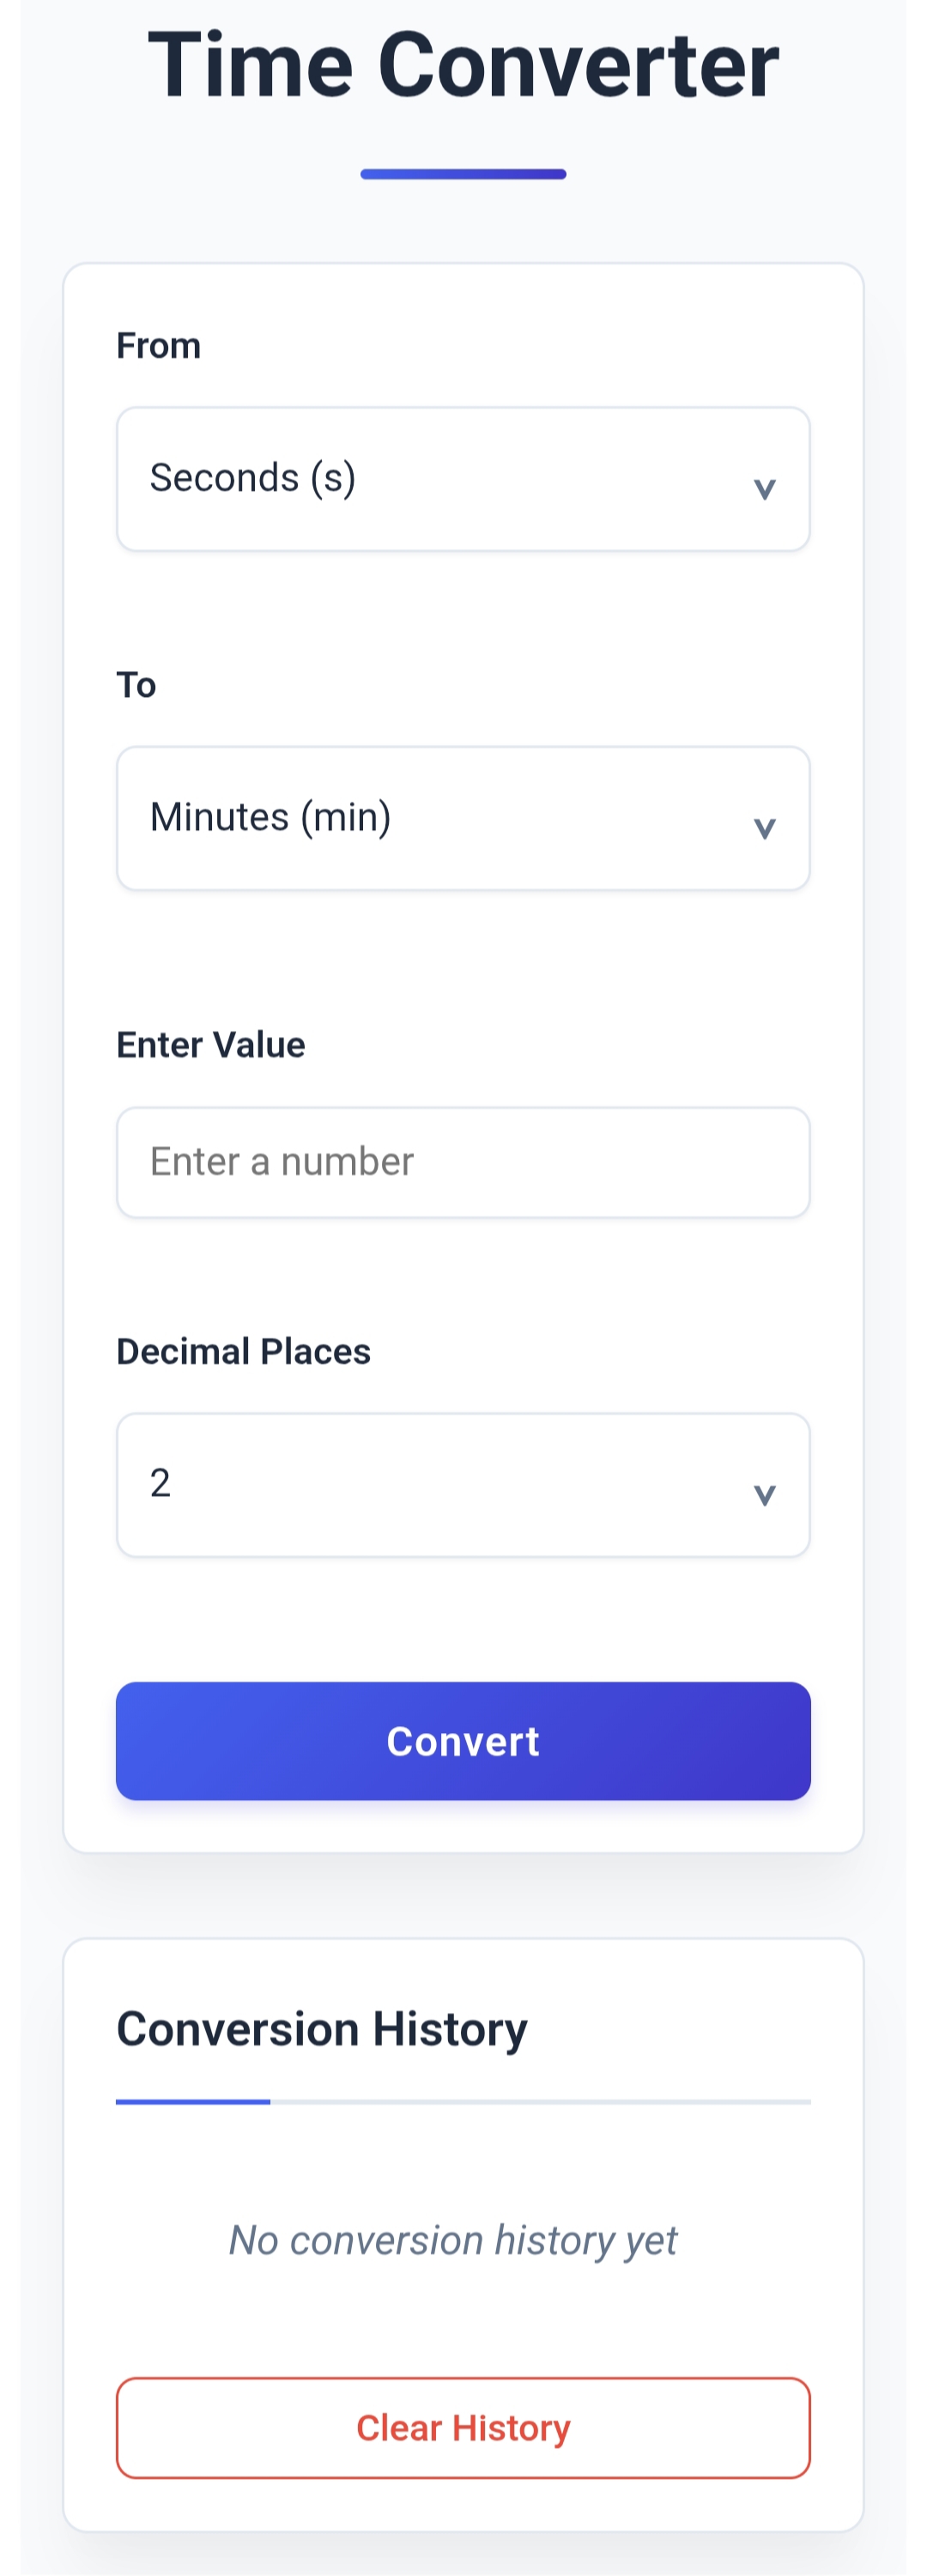 Time Converter
From
Seconds (s)
To
Minutes (min)
Enter Value
Enter a number
Decimal Places
2
Convert
Conversion History
No conversion history yet
Clear History